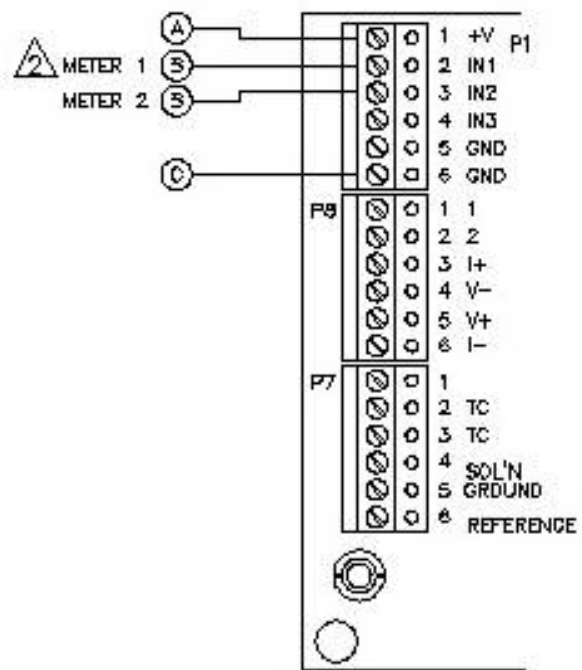 A 1 +V P1
2 METER 1 B 2 IN1
METER 2 B 3 IN2
4 IN3
5 GND
C 6 GND
P8 1 1
2 2
3 I+
4 V-
5 V+
6 I-
P7 1
2 TC
3 TC
4 SOL'N
5 GROUND
6 REFERENCE